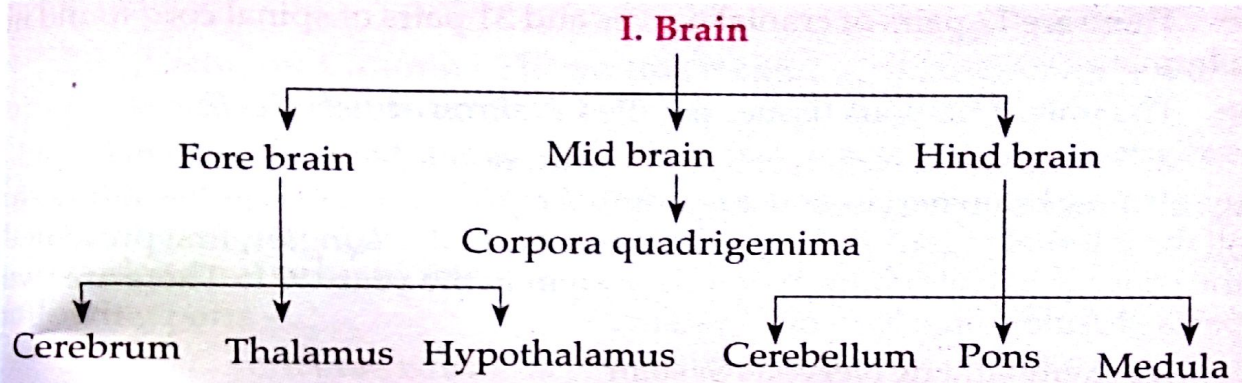 I. Brain
Fore brain Mid brain Hind brain
Corpora quadrigemima
Cerebrum Thalamus Hypothalamus Cerebellum Pons Medula